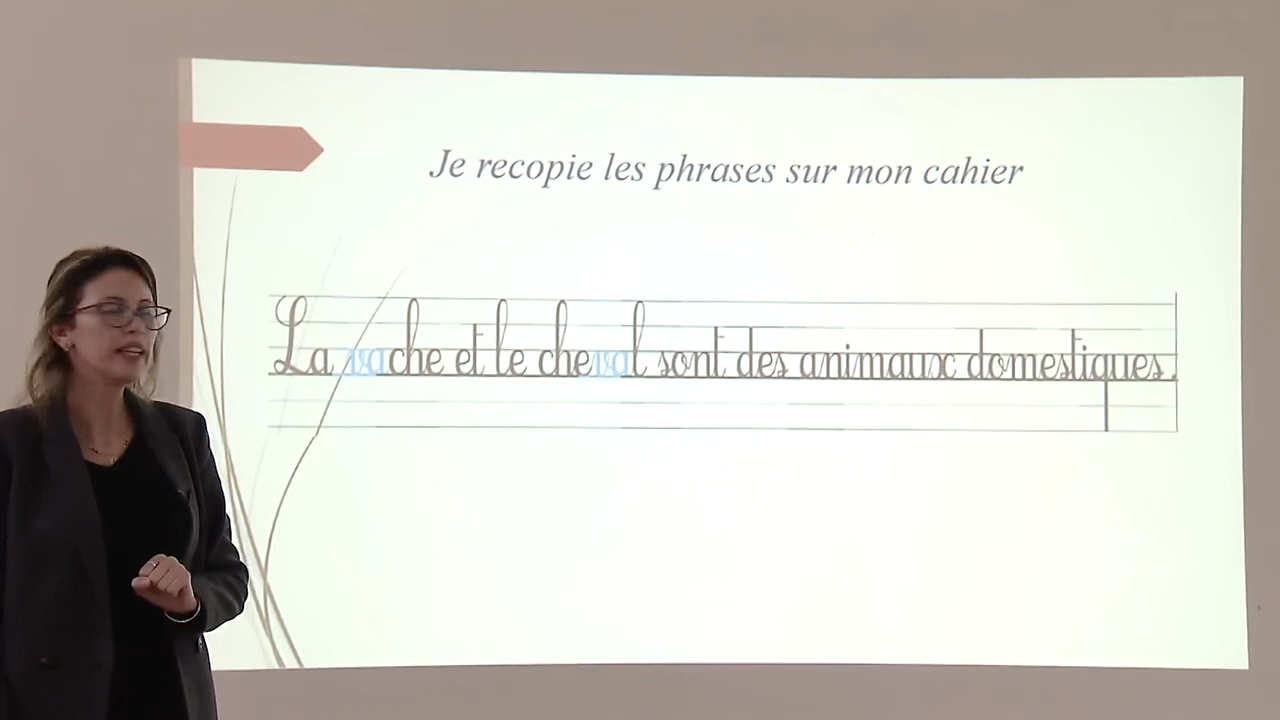 Je recopie les phrases sur mon cahier
La vache et le cheval sont des animaux domestiques.